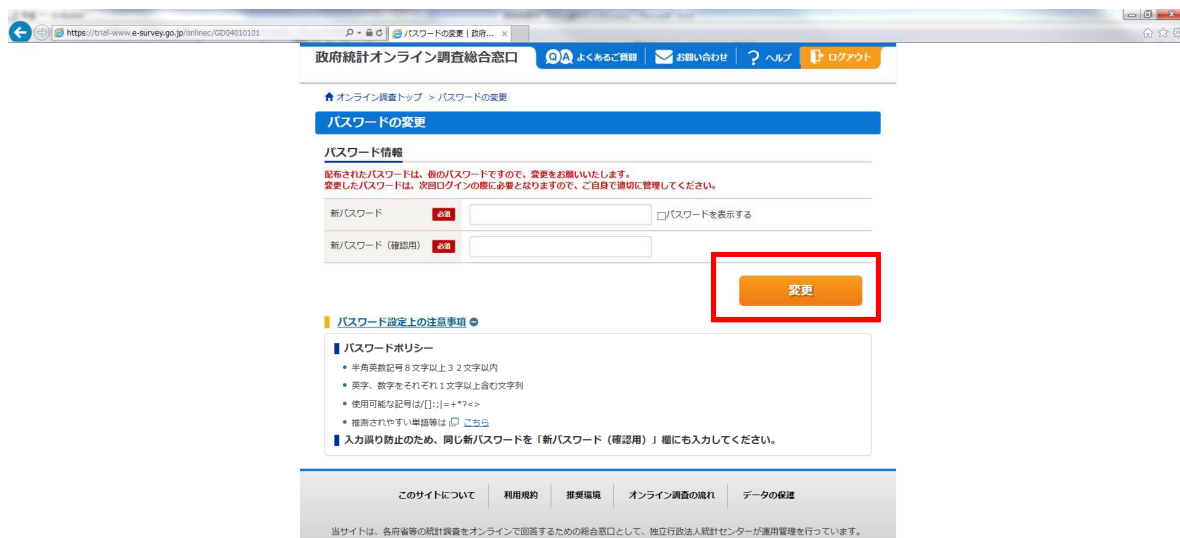 https://trial-www.e-survey.go.jp/onlinec/GD04010101
パスワードの変更 | 政府...
政府統計オンライン調査総合窓口
QA よくあるご質問
お問い合わせ
? ヘルプ
ログアウト
オンライン調査トップ > パスワードの変更
パスワードの変更
パスワード情報
配布されたパスワードは、仮のパスワードですので、変更をお願いいたします。
変更したパスワードは、次回ログインの際に必要となりますので、ご自身で適切に管理してください。
新パスワード 必須 パスワードを表示する
新パスワード（確認用） 必須
変更
パスワード設定上の注意事項
パスワードポリシー
• 半角英数記号８文字以上３２文字以内
• 英字、数字をそれぞれ１文字以上含む文字列
• 使用可能な記号は/[]:;|=+*?<>
• 推測されやすい単語等は こちら
入力誤り防止のため、同じ新パスワードを「新パスワード（確認用）」欄にも入力してください。
このサイトについて 利用規約 推奨環境 オンライン調査の流れ データの保護
当サイトは、各府省等の統計調査をオンラインで回答するための総合窓口として、独立行政法人統計センターが運用管理を行っています。